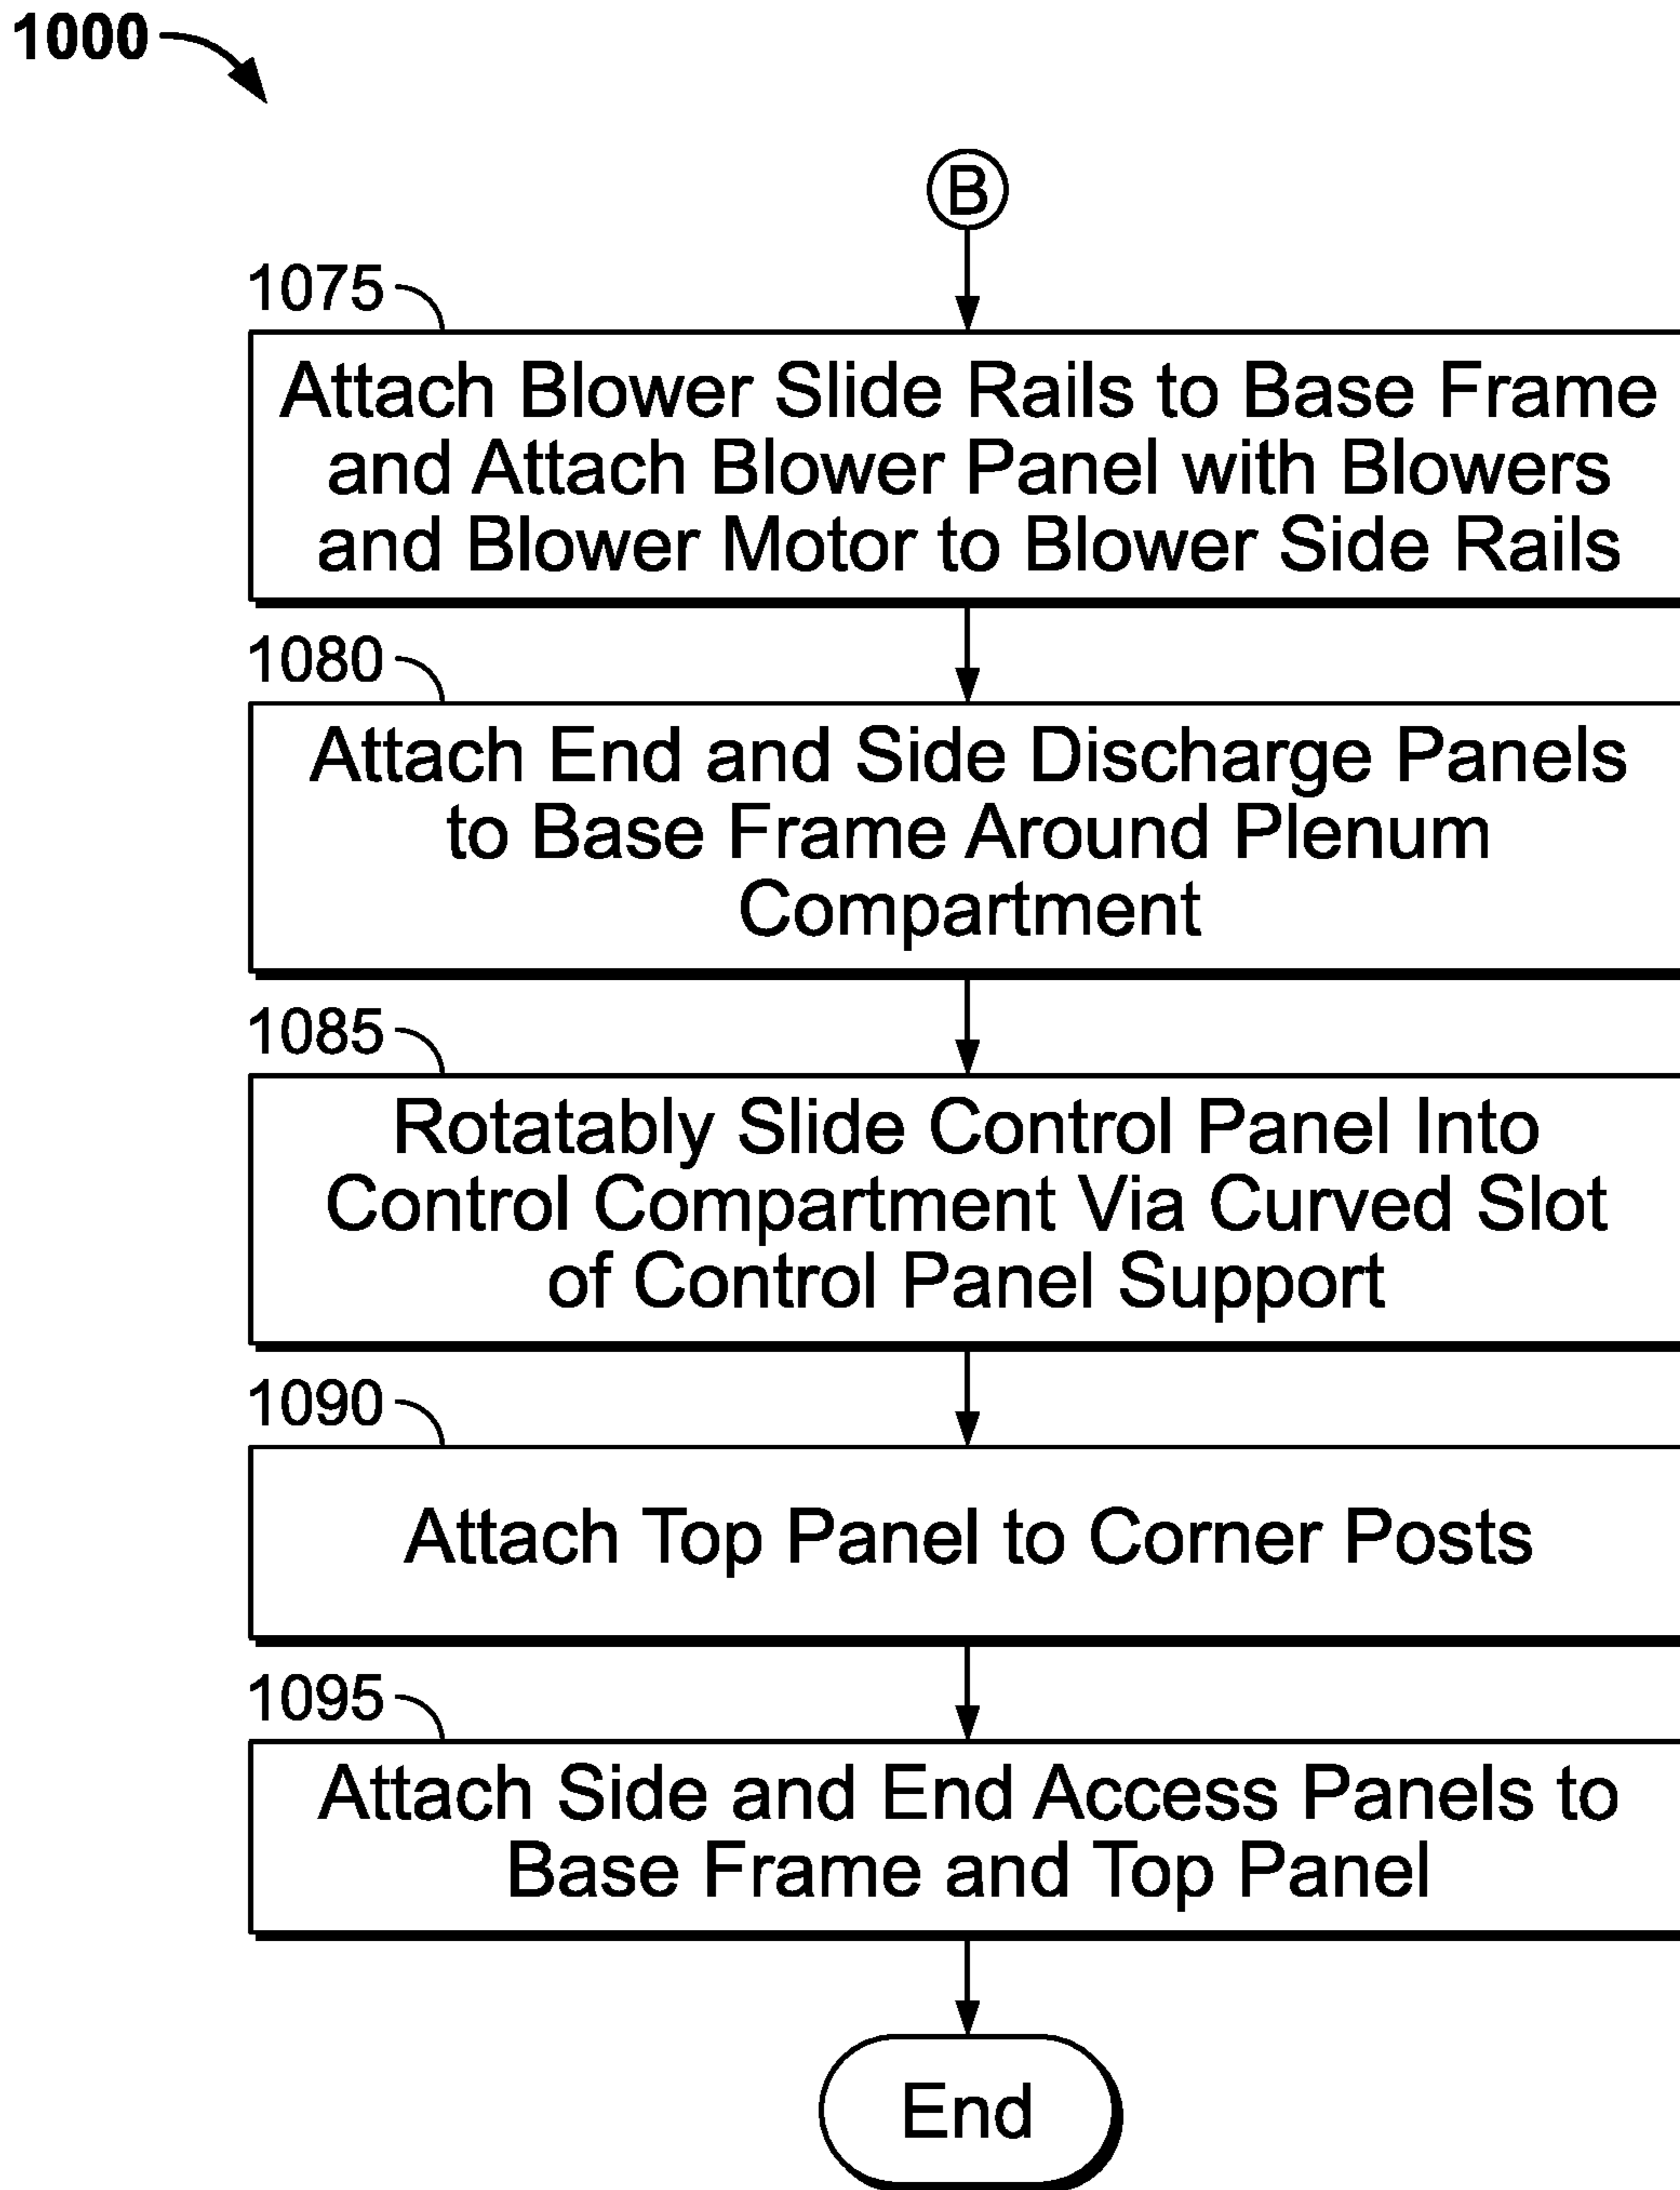 1000
B
1075
Attach Blower Slide Rails to Base Frame
and Attach Blower Panel with Blowers
and Blower Motor to Blower Side Rails
1080
Attach End and Side Discharge Panels
to Base Frame Around Plenum
Compartment
1085
Rotatably Slide Control Panel Into
Control Compartment Via Curved Slot
of Control Panel Support
1090
Attach Top Panel to Corner Posts
1095
Attach Side and End Access Panels to
Base Frame and Top Panel
End